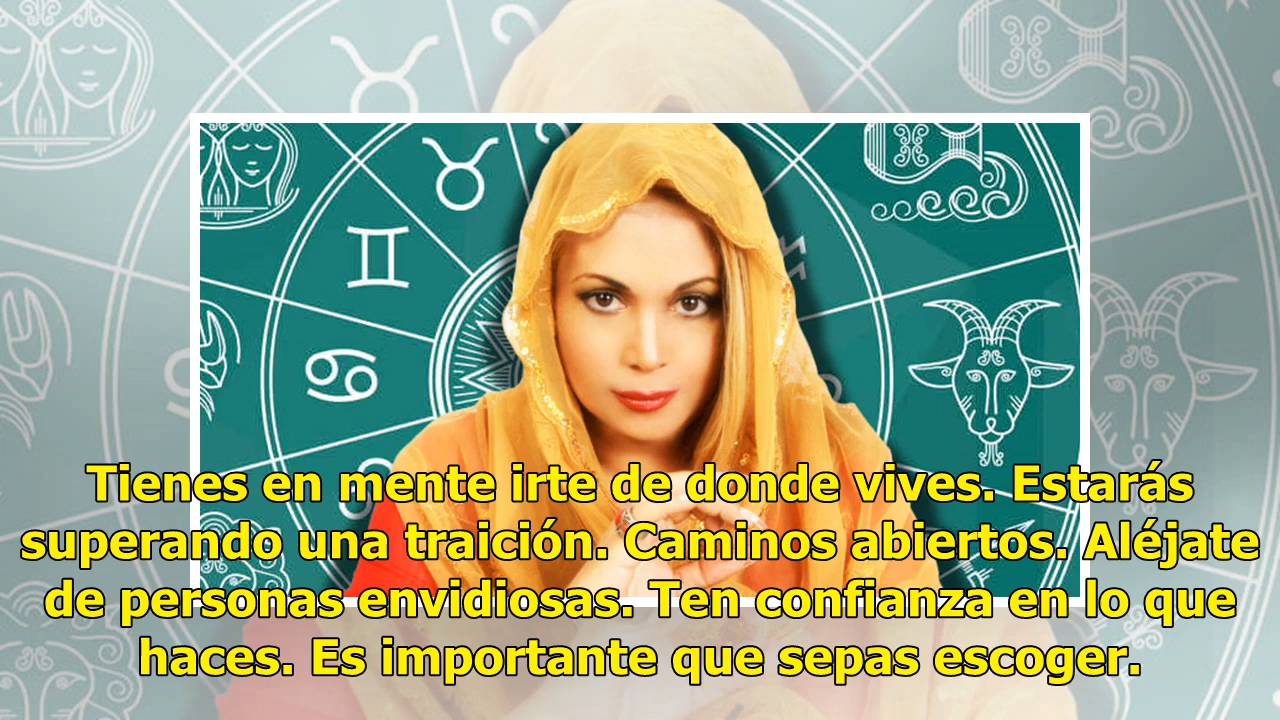 Tienes en mente irte de donde vives. Estarás
superando una traición. Caminos abiertos. Aléjate
de personas envidiosas. Ten confianza en lo que
haces. Es importante que sepas escoger.